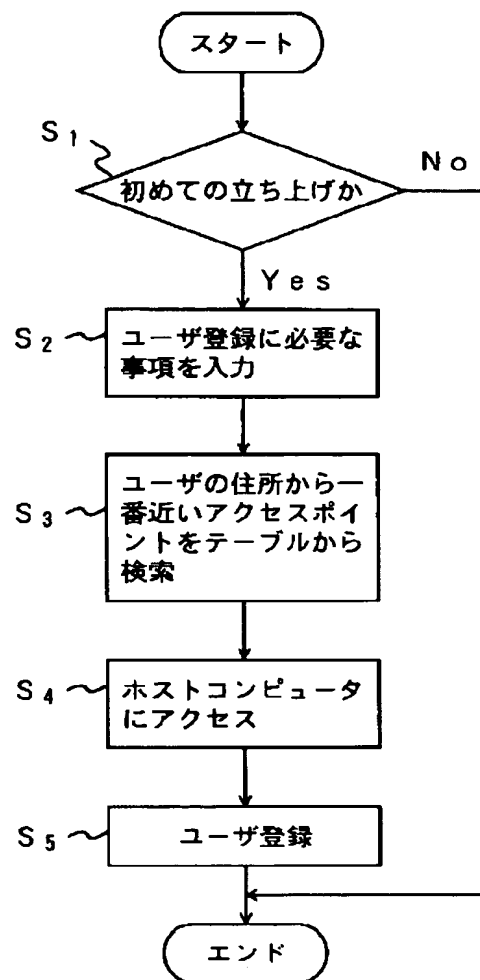 スタート
S1
No
初めての立ち上げか
Yes
S2
ユーザ登録に必要な
事項を入力
S3
ユーザの住所から一
番近いアクセスポイ
ントをテーブルから
検索
S4
ホストコンピュータ
にアクセス
S5
ユーザ登録
エンド